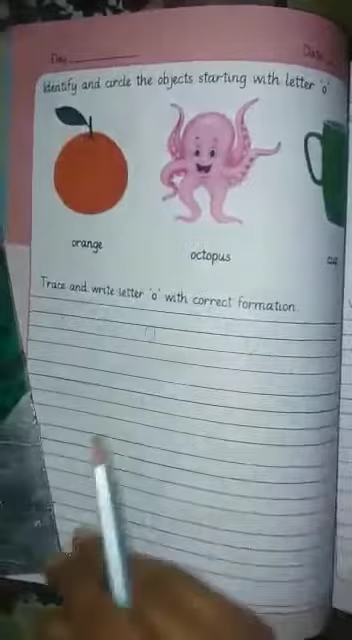 Day
Date
Identify and circle the objects starting with letter 'o'
orange
octopus
Trace and write letter 'o' with correct formation.
o